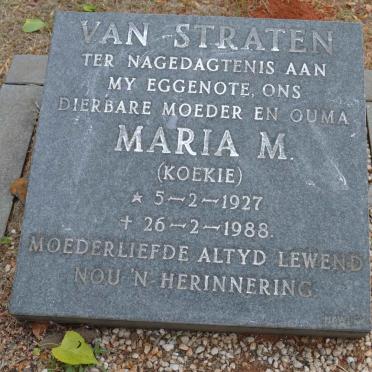 VAN STRATEN
TER NAGEDAGTENIS AAN
MY EGGENOTE, ONS
DIERBARE MOEDER EN OUMA
MARIA M.
(KOEKIE)
★ 5-2-1927
✝ 26-2-1988.
MOEDERLIEFDE ALTYD LEWEND
NOU 'N HERINNERING.